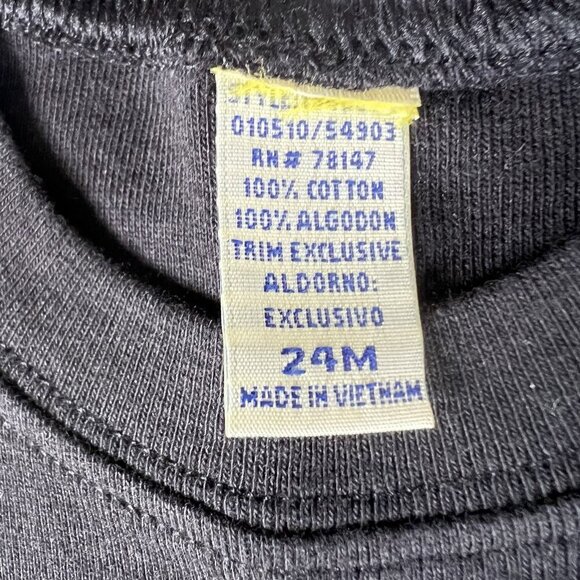 010510/54903
RN# 78147
100% COTTON
100% ALGODON
TRIM EXCLUSIVE
ALDORNO:
EXCLUSIVO
24M
MADE IN VIETNAM